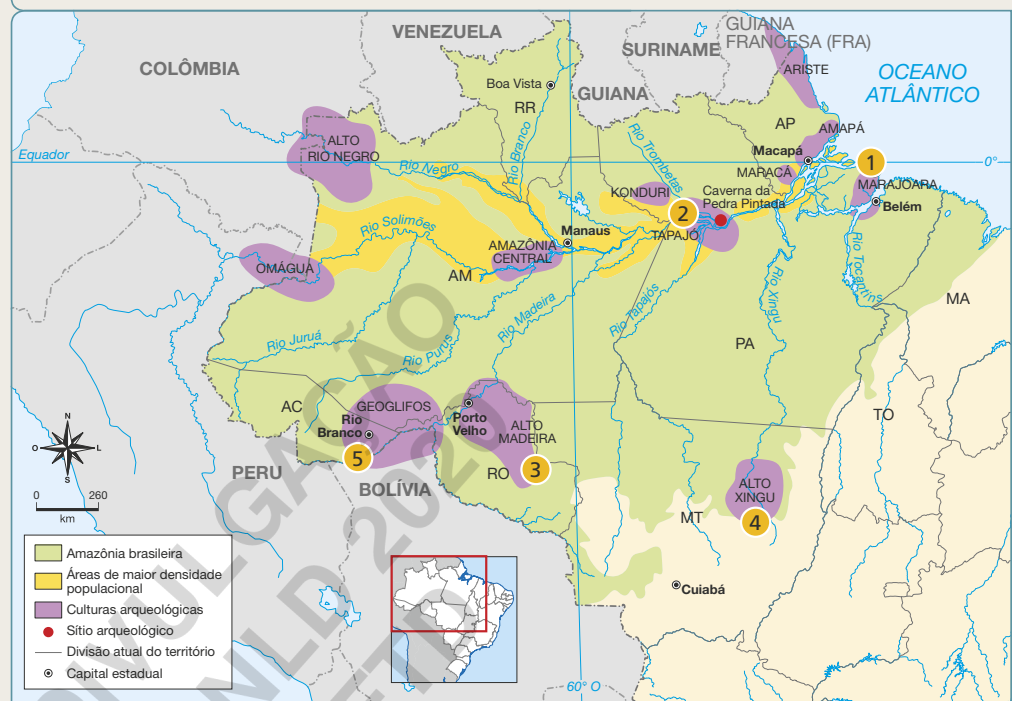 VENEZUELA
GUIANA
FRANCESA (FRA)
SURINAME
COLÔMBIA
ARISTE
OCEANO
ATLÂNTICO
Boa Vista
RR
GUIANA
AP
AMAPÁ
ALTO
RIO NEGRO
Equador
Rio Negro
Rio Branco
Rio Trombetas
Macapá
1
0°
MARACÁ
MARAJOARA
KONDURI
Caverna da
Pedra Pintada
Belém
2
TAPAJÓ
Rio Solimões
Manaus
AMAZÔNIA
CENTRAL
OMÁGUA
AM
Rio Madeira
Rio Tapajós
Rio Xingu
Rio Tocantins
MA
Rio Juruá
Rio Purus
PA
AC
GEOGLIFOS
Rio
Branco
Porto
Velho
ALTO
MADEIRA
TO
5
RO
3
ALTO
XINGU
4
PERU
BOLÍVIA
MT
Cuiabá
N
O
L
S
0
260
km
Amazônia brasileira
Áreas de maior densidade
populacional
Culturas arqueológicas
Sítio arqueológico
Divisão atual do território
Capital estadual
60° O
DIVULGAÇÃO
PNLD 2020